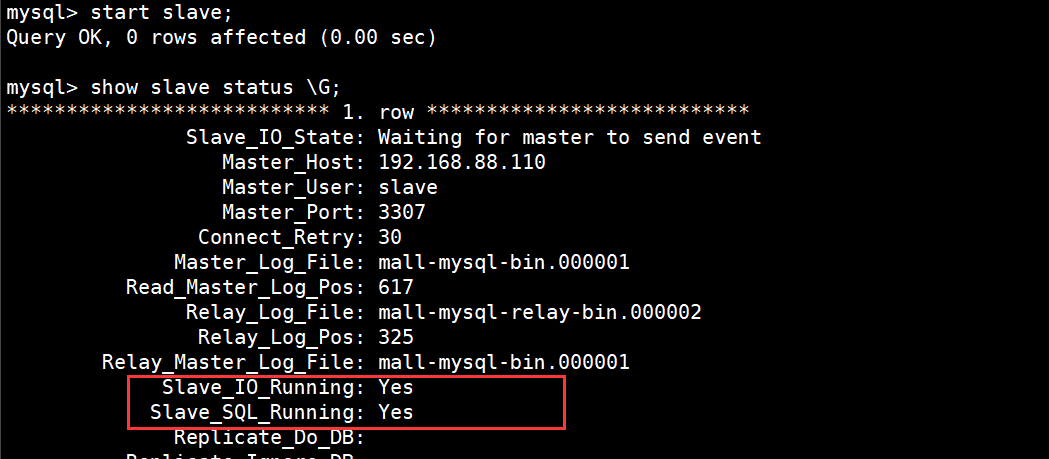 mysql> start slave;
Query OK, 0 rows affected (0.00 sec)
mysql> show slave status \G;
*************************** 1. row ***************************
Slave_IO_State: Waiting for master to send event
Master_Host: 192.168.88.110
Master_User: slave
Master_Port: 3307
Connect_Retry: 30
Master_Log_File: mall-mysql-bin.000001
Read_Master_Log_Pos: 617
Relay_Log_File: mall-mysql-relay-bin.000002
Relay_Log_Pos: 325
Relay_Master_Log_File: mall-mysql-bin.000001
Slave_IO_Running: Yes
Slave_SQL_Running: Yes
Replicate_Do_DB:
Replicate_Ignore_DB